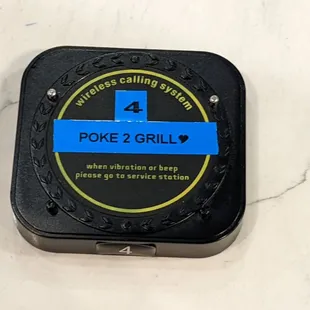 wireless calling system
4
POKE 2 GRILL♥
when vibration or beep
please go to service station
4